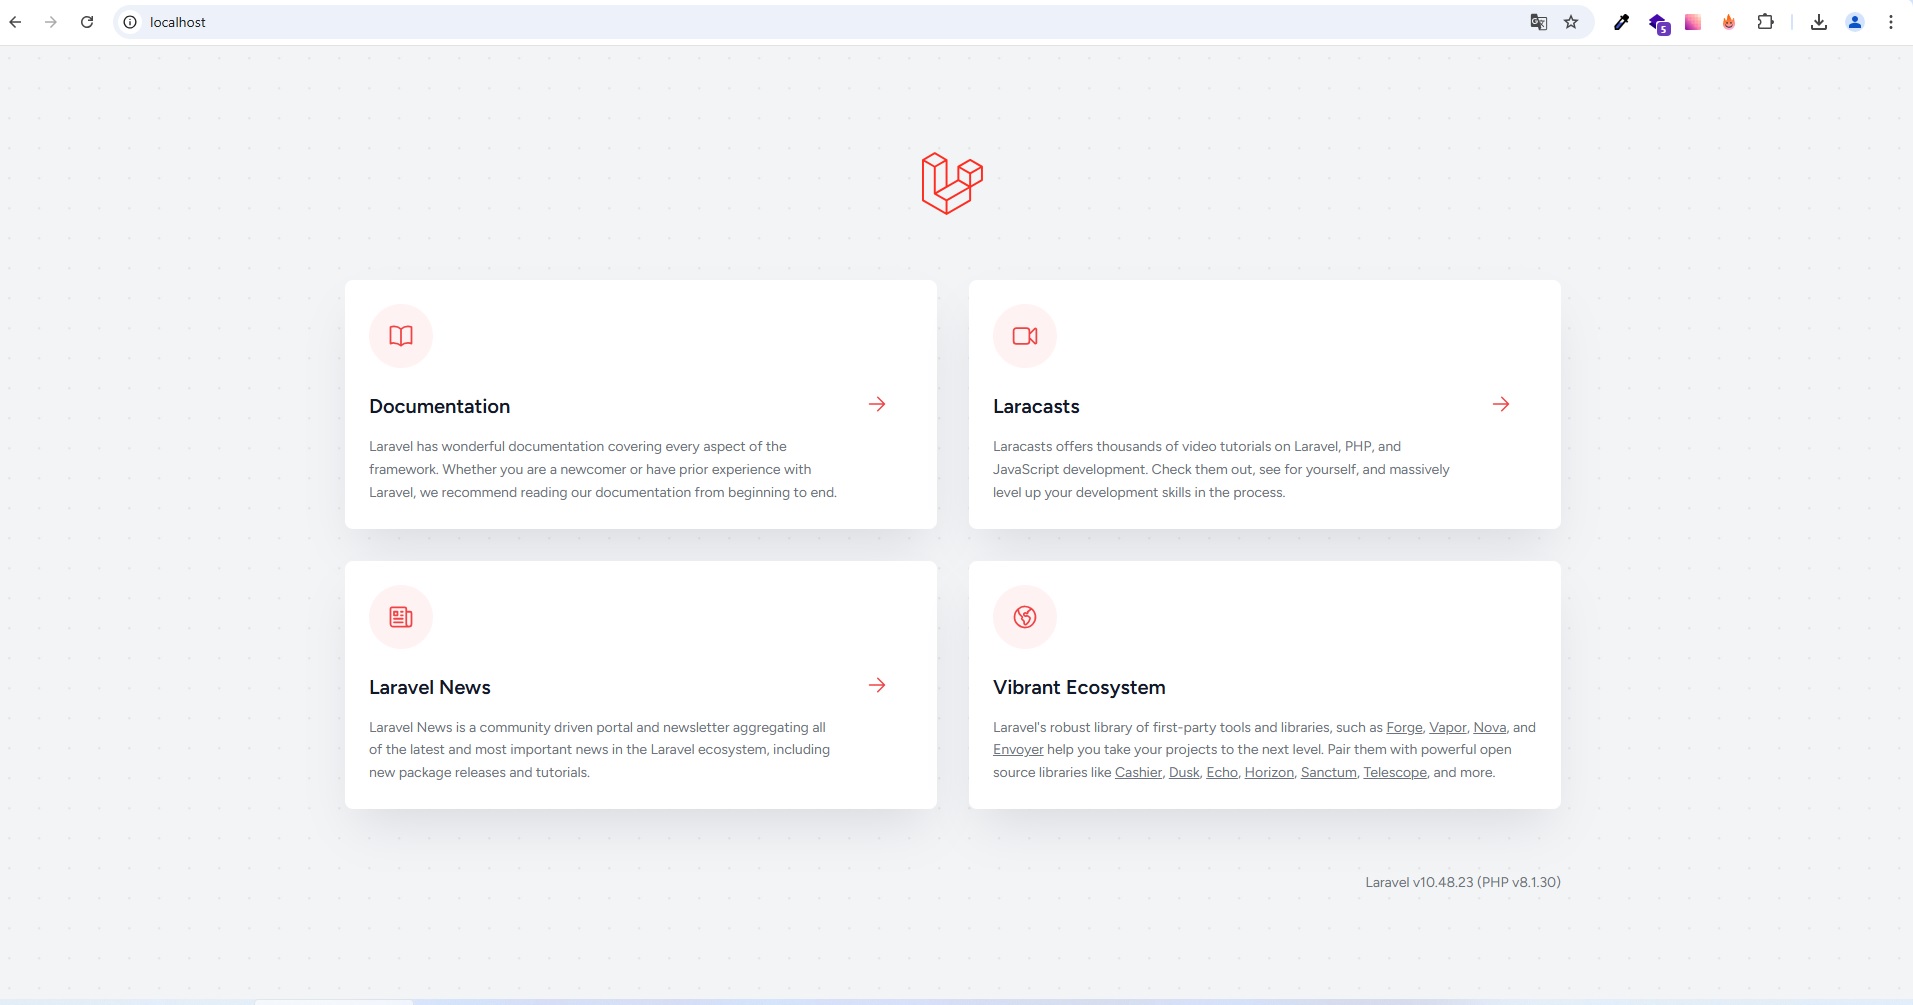 localhost
5
Documentation
Laravel has wonderful documentation covering every aspect of the
framework. Whether you are a newcomer or have prior experience with
Laravel, we recommend reading our documentation from beginning to end.
Laracasts
Laracasts offers thousands of video tutorials on Laravel, PHP, and
JavaScript development. Check them out, see for yourself, and massively
level up your development skills in the process.
Laravel News
Laravel News is a community driven portal and newsletter aggregating all
of the latest and most important news in the Laravel ecosystem, including
new package releases and tutorials.
Vibrant Ecosystem
Laravel's robust library of first-party tools and libraries, such as Forge, Vapor, Nova, and
Envoyer help you take your projects to the next level. Pair them with powerful open
source libraries like Cashier, Dusk, Echo, Horizon, Sanctum, Telescope, and more.
Laravel v10.48.23 (PHP v8.1.30)